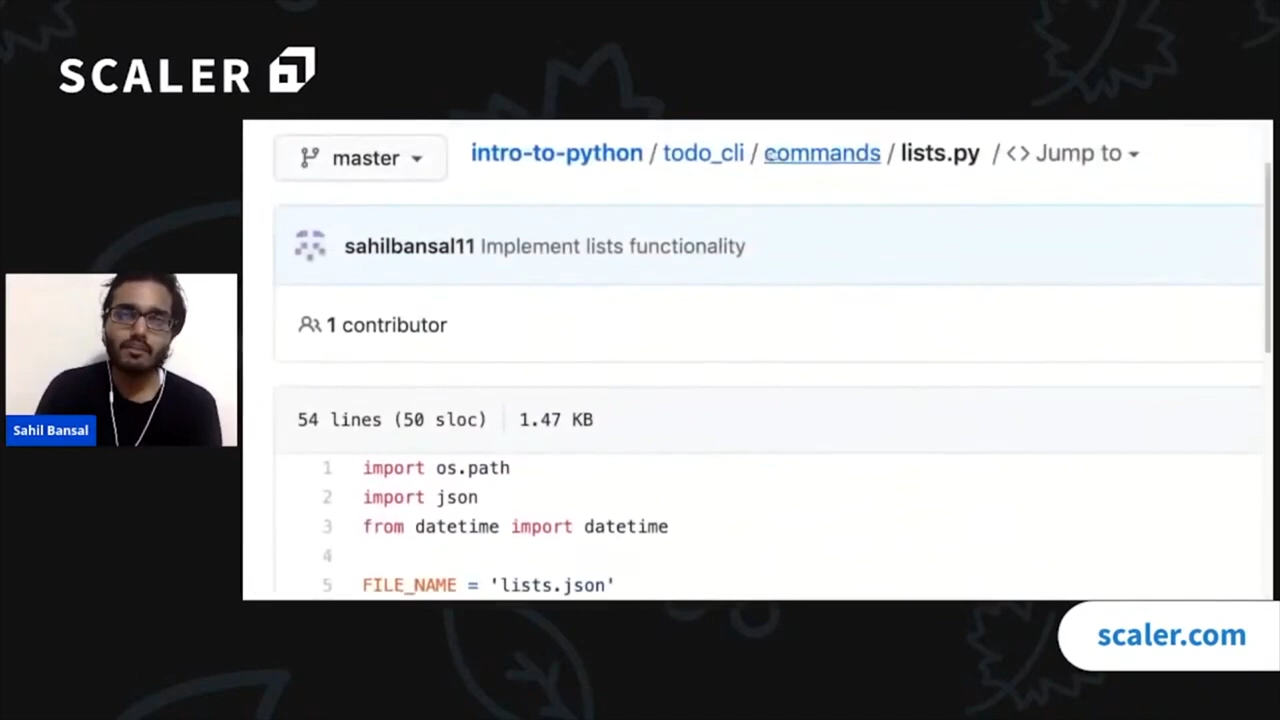 SCALER
master
intro-to-python / todo_cli / commands / lists.py / <> Jump to
sahilbansal11 Implement lists functionality
1 contributor
54 lines (50 sloc) 1.47 KB
1 import os.path
2 import json
3 from datetime import datetime
4
5 FILE_NAME = 'lists.json'
Sahil Bansal
scaler.com